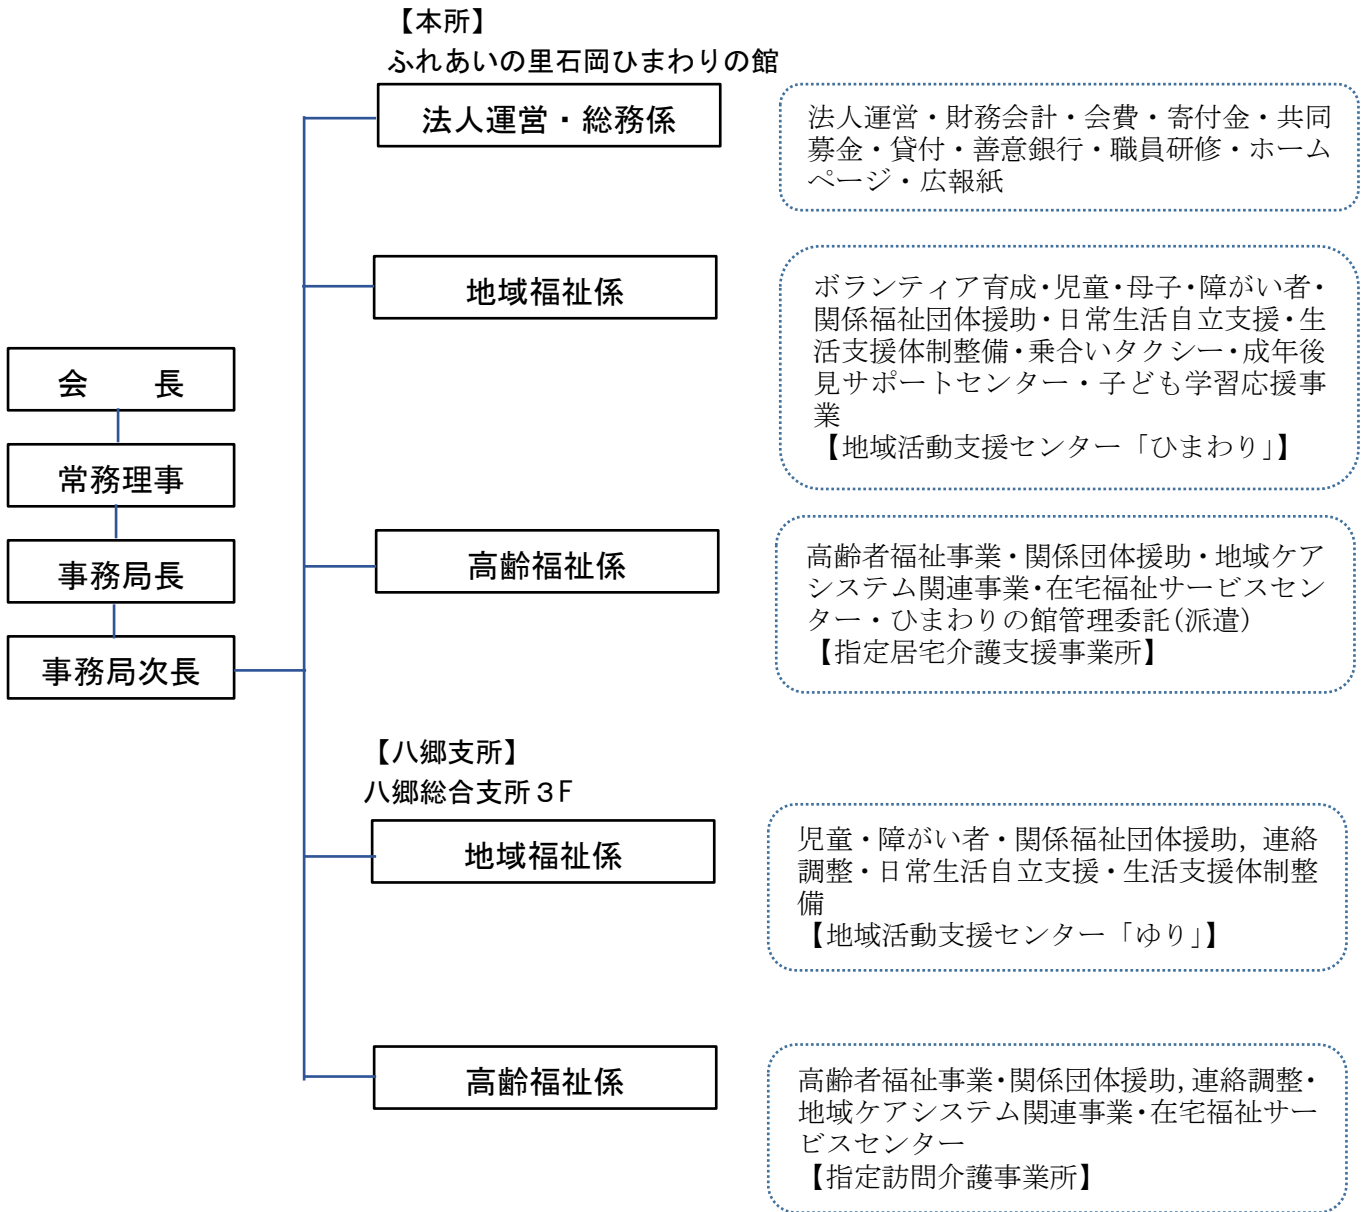 【本所】
ふれあいの里石岡ひまわりの館
法人運営・総務係
法人運営・財務会計・会費・寄付金・共同
募金・貸付・善意銀行・職員研修・ホーム
ページ・広報紙
地域福祉係
ボランティア育成・児童・母子・障がい者・
関係福祉団体援助・日常生活自立支援・生
活支援体制整備・乗合いタクシー・成年後
見サポートセンター・子ども学習応援事
業
【地域活動支援センター「ひまわり」】
会　　長
常務理事
事務局長
事務局次長
高齢福祉係
高齢者福祉事業・関係団体援助・地域ケア
システム関連事業・在宅福祉サービスセン
ター・ひまわりの館管理委託(派遣)
【指定居宅介護支援事業所】
【八郷支所】
八郷総合支所３F
地域福祉係
児童・障がい者・関係福祉団体援助，連絡
調整・日常生活自立支援・生活支援体制整
備
【地域活動支援センター「ゆり」】
高齢福祉係
高齢者福祉事業・関係団体援助，連絡調整・
地域ケアシステム関連事業・在宅福祉サー
ビスセンター
【指定訪問介護事業所】